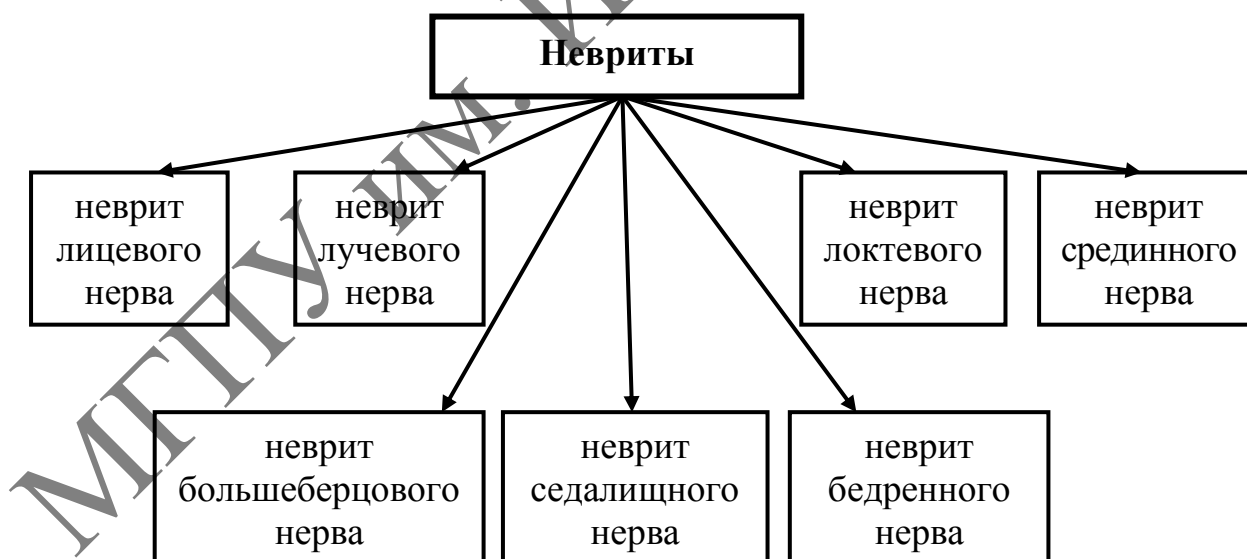 Невриты
неврит
лицевого
нерва
неврит
лучевого
нерва
неврит
локтевого
нерва
неврит
срединного
нерва
неврит
большеберцового
нерва
неврит
седалищного
нерва
неврит
бедренного
нерва
МГПУ им. И